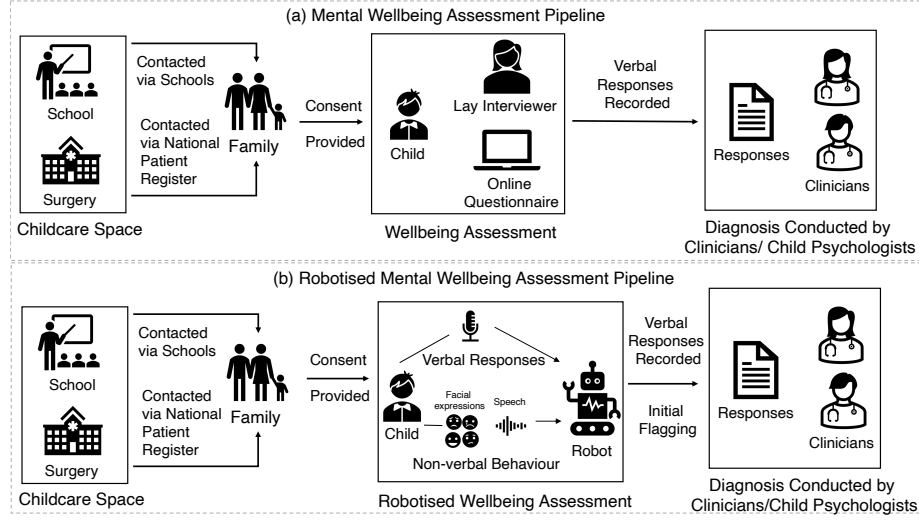 (a) Mental Wellbeing Assessment Pipeline
School
Surgery
Childcare Space
Contacted
via Schools
Contacted
via National
Patient
Register
Family
Consent
Provided
Child
Lay Interviewer
Online
Questionnaire
Wellbeing Assessment
Verbal
Responses
Recorded
Responses
Clinicians
Diagnosis Conducted by
Clinicians/ Child Psychologists
(b) Robotised Mental Wellbeing Assessment Pipeline
School
Surgery
Childcare Space
Contacted
via Schools
Contacted
via National
Patient
Register
Family
Consent
Provided
Verbal Responses
Child
Facial
expressions
Speech
Non-verbal Behaviour
Robot
Robotised Wellbeing Assessment
Verbal
Responses
Recorded
Initial
Flagging
Responses
Clinicians
Diagnosis Conducted by
Clinicians/Child Psychologists